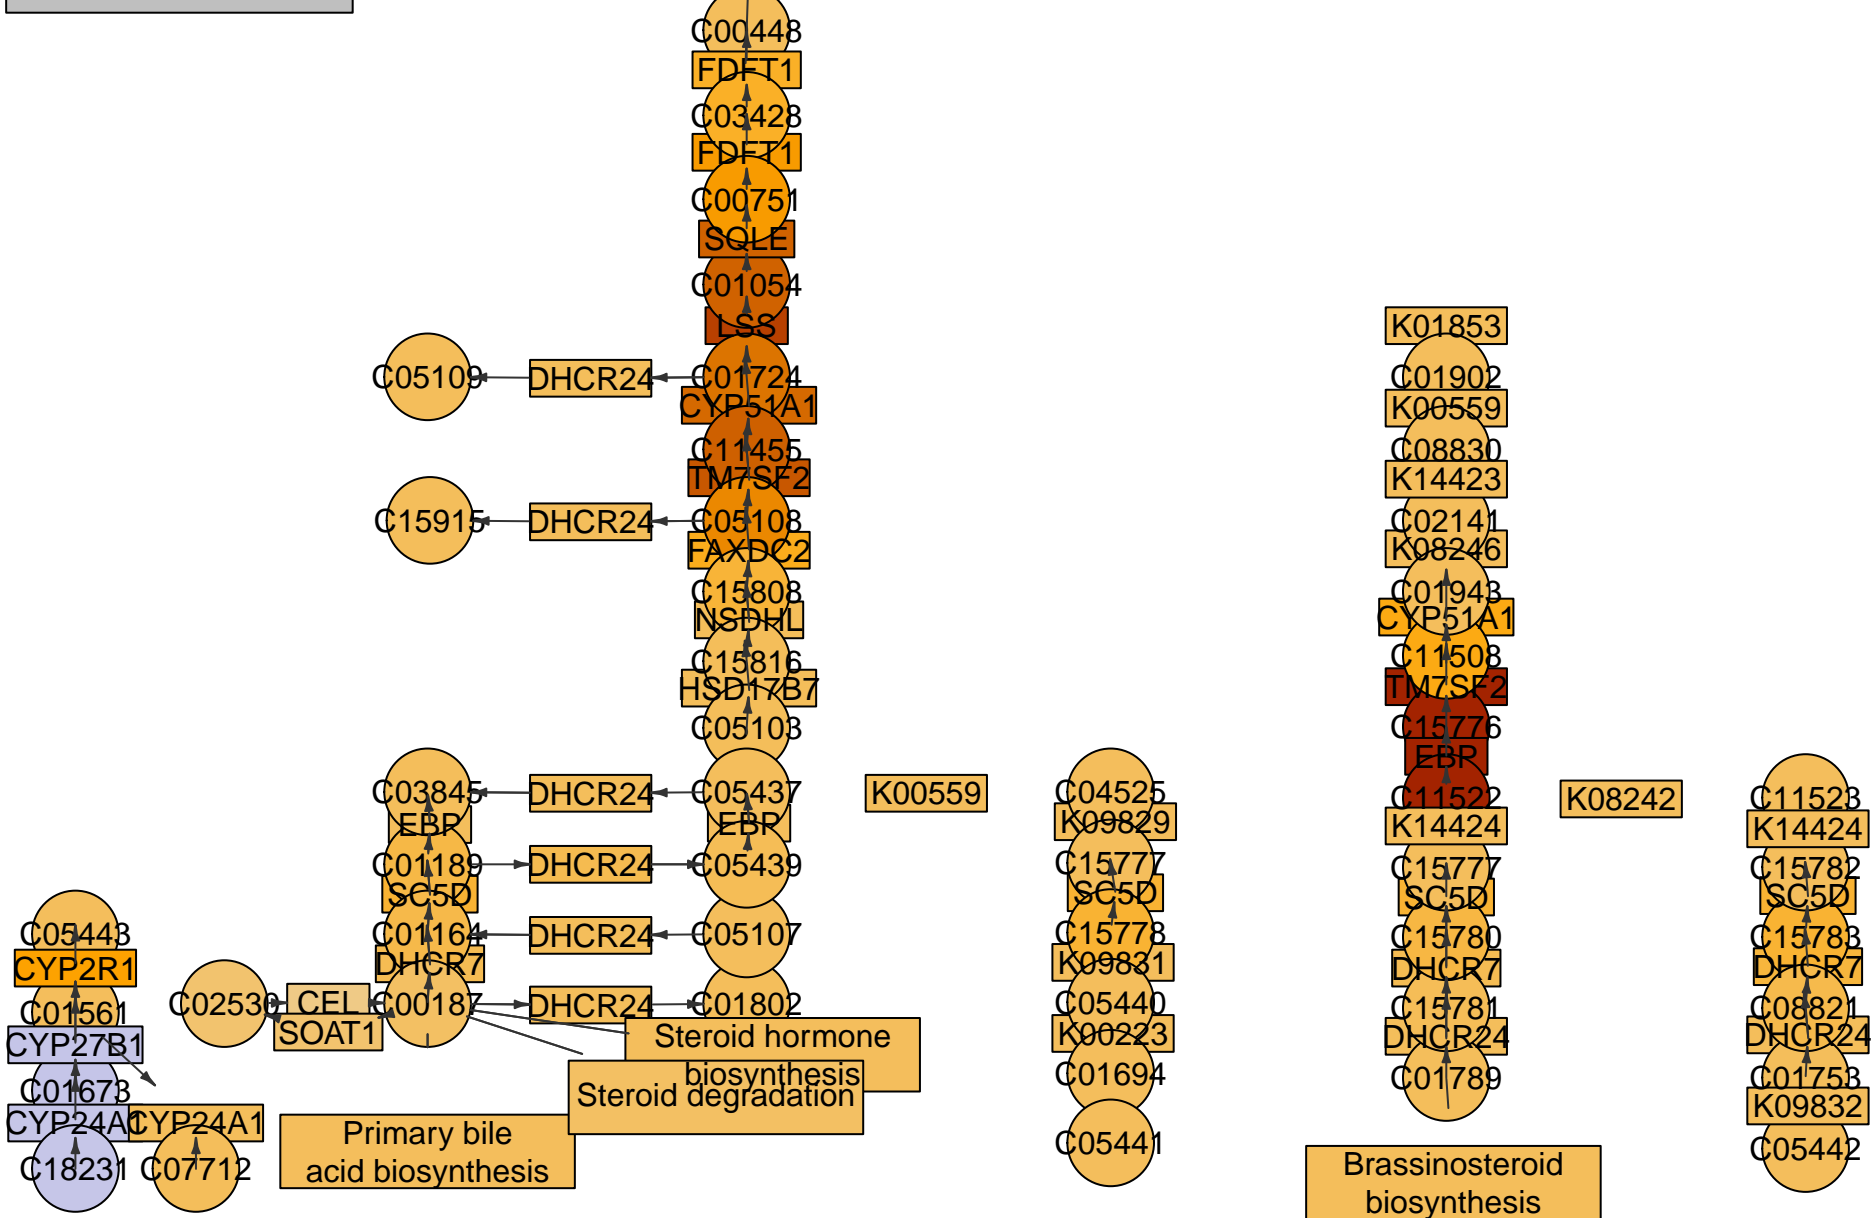 C00448
FDFT1
C03428
FDFT1
C00751
SQLE
C01054
LSS
C05109
DHCR24
C01724
CYP51A1
C11455
TM7SF2
C15915
DHCR24
C05108
FAXDC2
C15808
NSDHL
C15816
HSD17B7
C05103
C03845
DHCR24
C05437
EBP
EBP
C01189
DHCR24
C05439
SC5D
C01164
DHCR24
C05107
DHCR7
C02530
CEL
C00187
DHCR24
C01802
SOAT1
Steroid hormone
biosynthesis
Steroid degradation
Primary bile
acid biosynthesis
C05443
CYP2R1
C01561
CYP27B1
C01673
CYP24A1
CYP24A1
C18231
C07712
K00559
C04525
K09829
C15777
SC5D
C15778
K09831
C05440
K00223
C01694
C05441
K01853
C01902
K00559
C08830
K14423
C02141
K08246
C01943
CYP51A1
C11508
TM7SF2
C15776
EBP
C11522
K14424
C15777
SC5D
C15780
DHCR7
C15781
DHCR24
C01789
Brassinosteroid
biosynthesis
K08242
C11523
K14424
C15782
SC5D
C15783
DHCR7
C08821
DHCR24
C01753
K09832
C05442